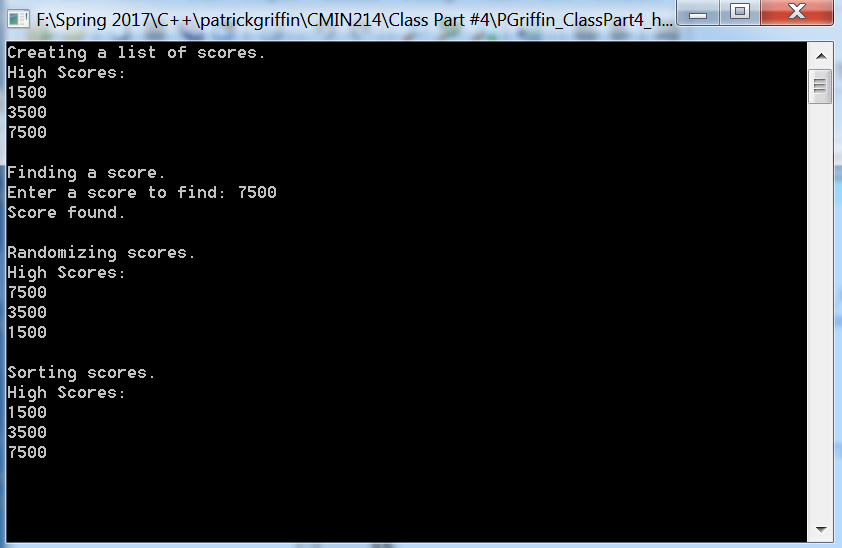 F:\Spring 2017\C++\patrickgriffin\CMIN214\Class Part #4\PGriffin_ClassPart4_h...
Creating a list of scores.
High Scores:
1500
3500
7500
Finding a score.
Enter a score to find: 7500
Score found.
Randomizing scores.
High Scores:
7500
3500
1500
Sorting scores.
High Scores:
1500
3500
7500